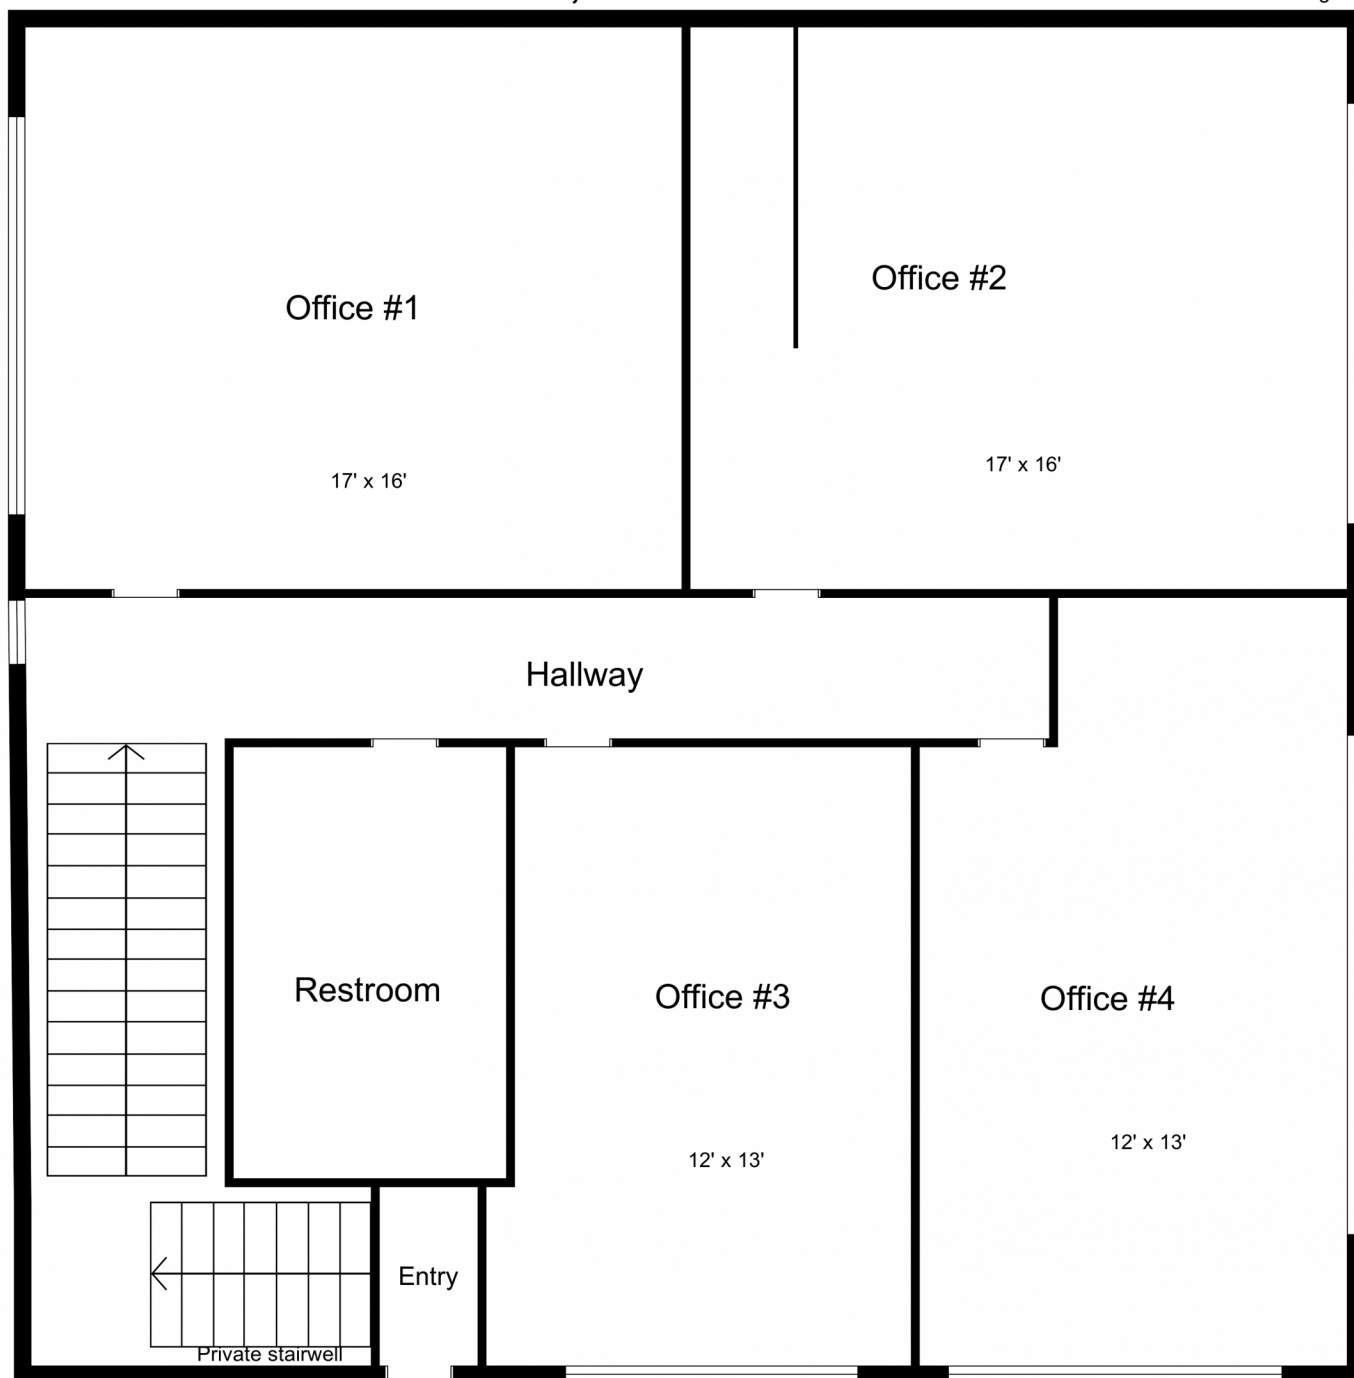 Office #1
Office #2
17' x 16'
17' x 16'
Hallway
Restroom
Office #3
Office #4
12' x 13'
12' x 13'
Entry
Private stairwell